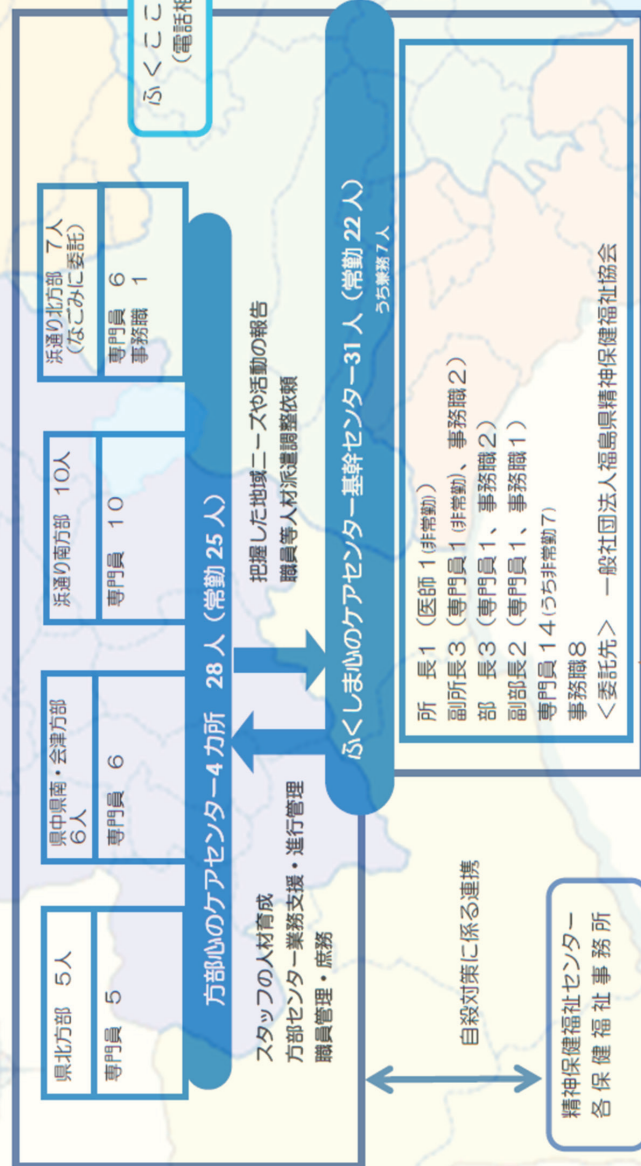 ふくここ
(電話相
県北方部 5人
専門員 5
県中県南・会津方部
6人
専門員 6
浜通り南方部 10人
専門員 10
浜通り北方部 7人
(なごみに委託)
専門員 6
事務職 1
方部心のケアセンター4カ所 28人(常勤25人)
スタッフの人材育成
方部センター業務支援・進行管理
職員管理・庶務
把握した地域ニーズや活動の報告
職員等人材派遣調整依頼
ふくしま心のケアセンター基幹センター31人(常勤22人)
うち兼務7人
所 長1(医師1(非常勤))
副所長3(専門員1(非常勤)、事務職2)
部 長3(専門員1、事務職2)
副部長2(専門員1、事務職1)
専門員14(うち非常勤7)
事務職8
<委託先> 一般社団法人福島県精神保健福祉協会
自殺対策に係る連携
精神保健福祉センター
各保健福祉事務所